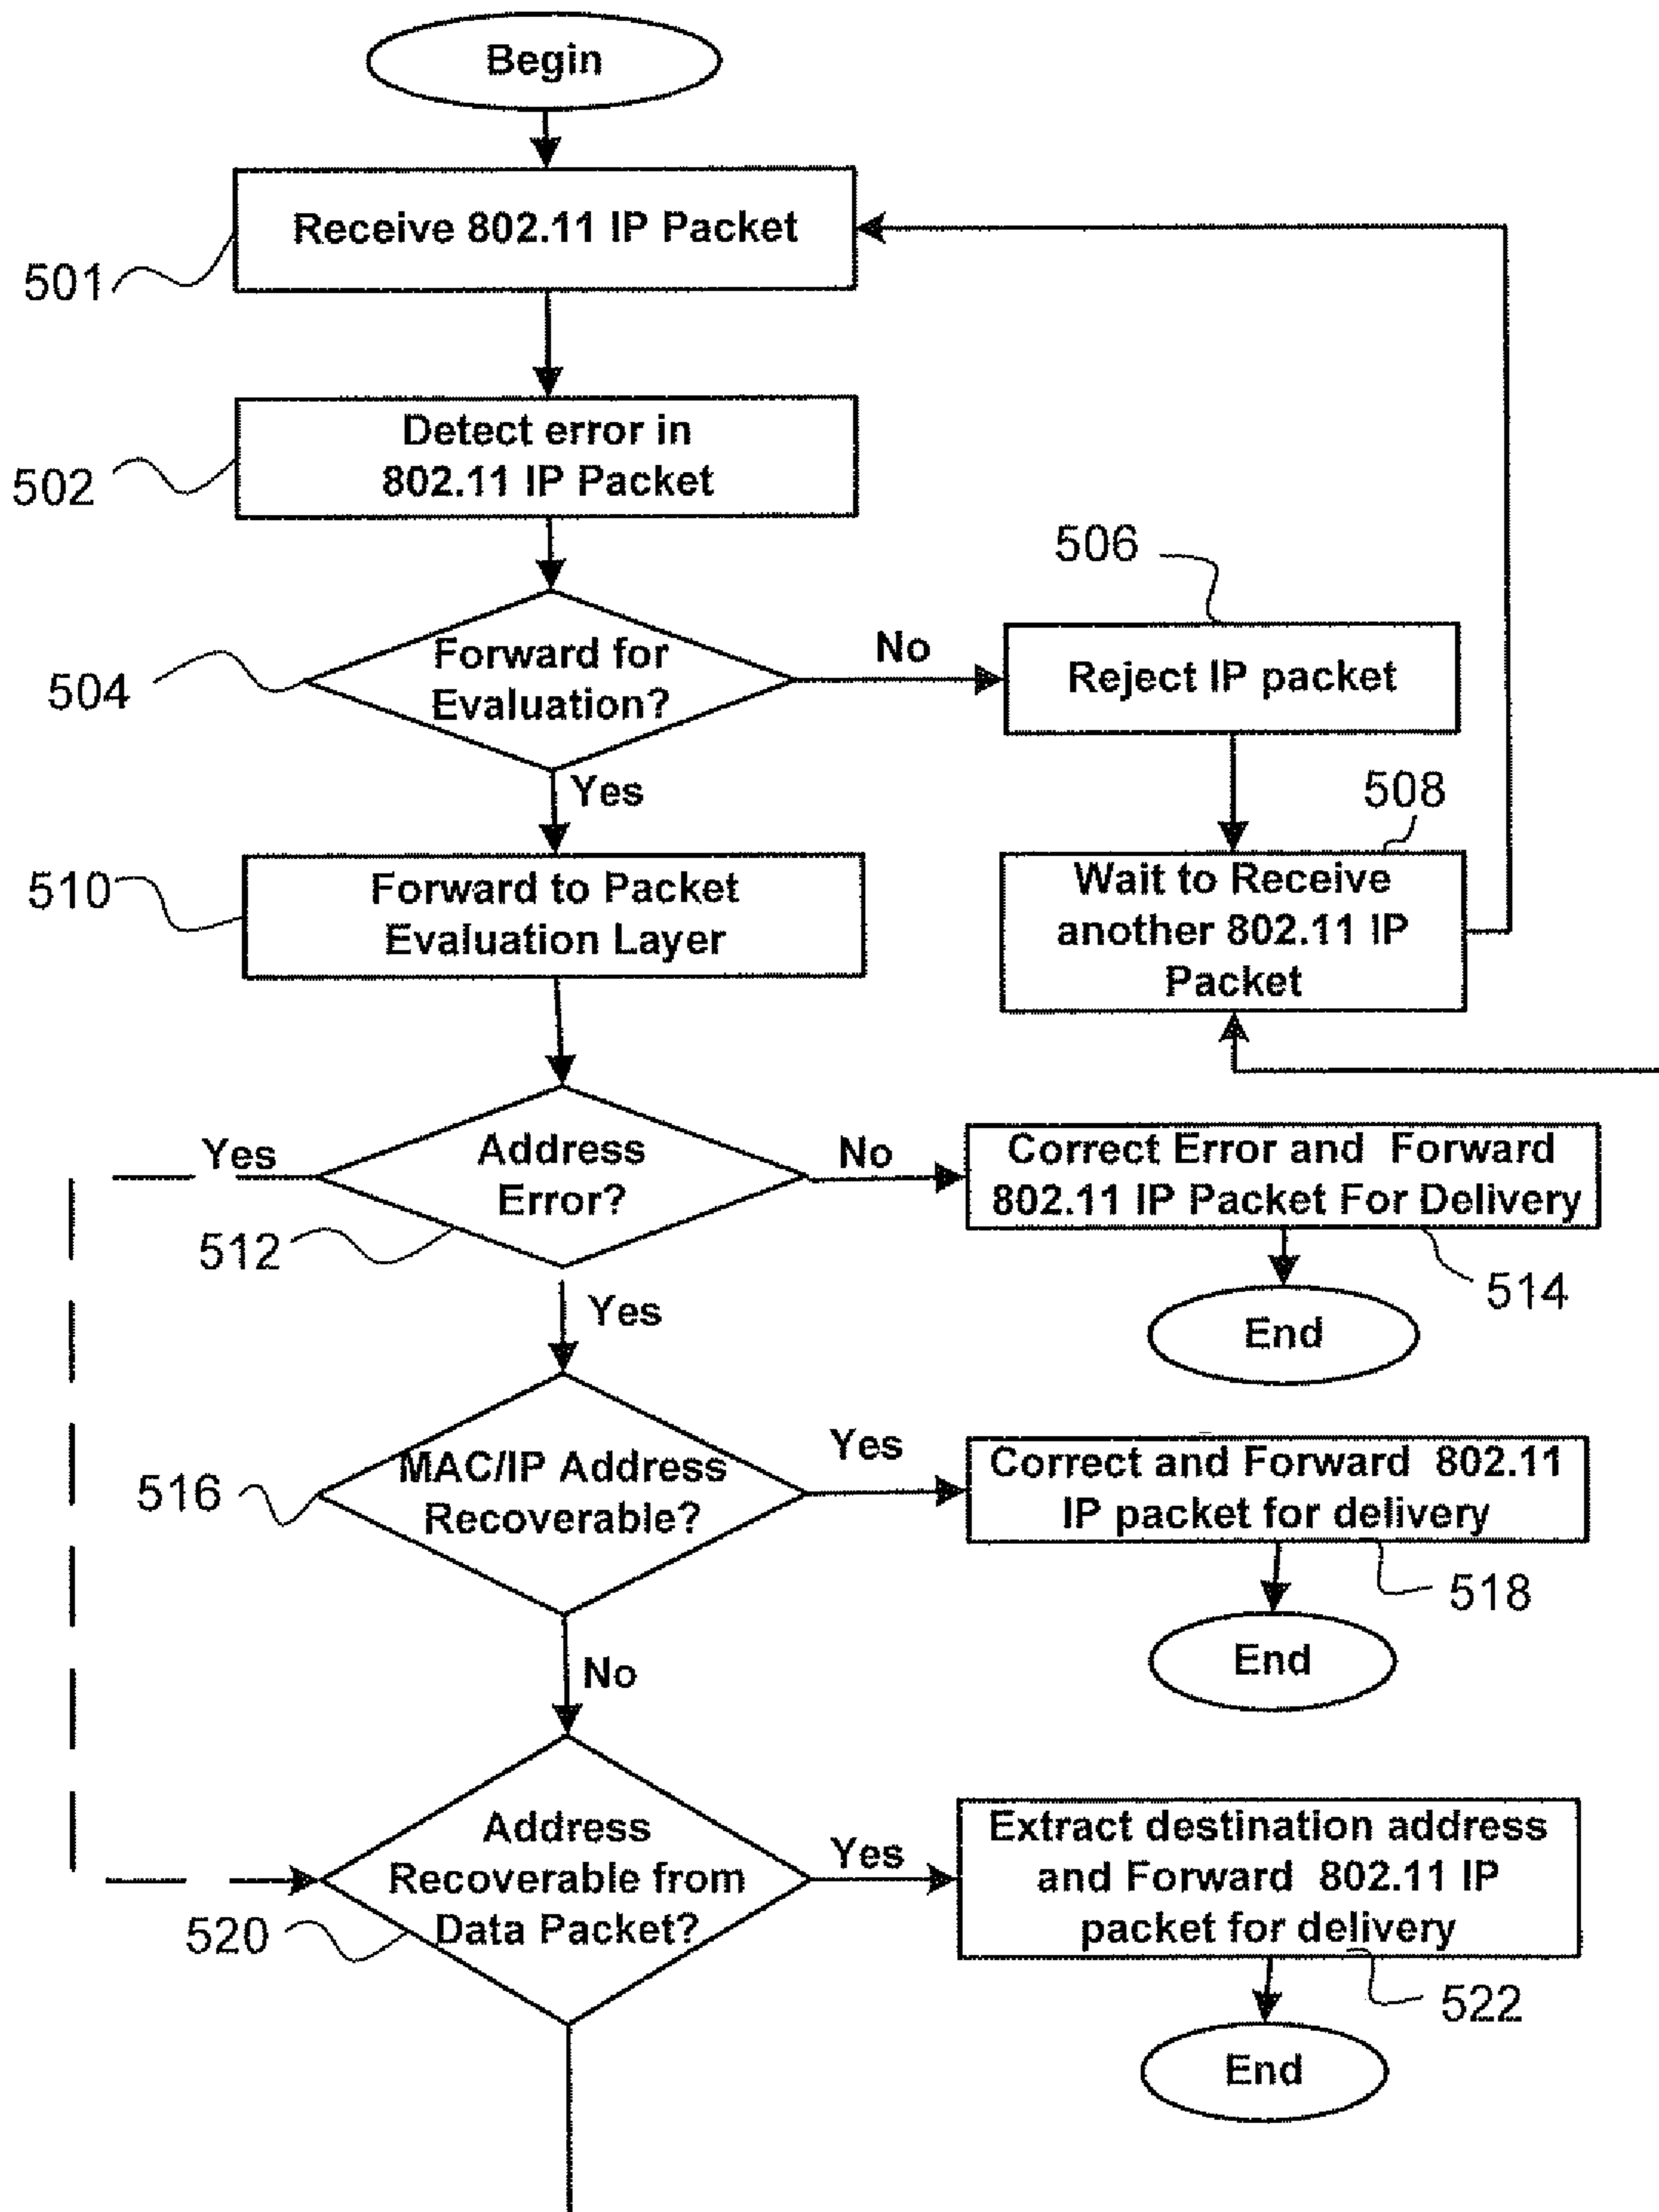 Begin
Receive 802.11 IP Packet
501
Detect error in
802.11 IP Packet
502
506
Forward for
Evaluation?
No
Reject IP packet
504
Yes
508
Forward to Packet
Evaluation Layer
510
Wait to Receive
another 802.11 IP
Packet
Yes
Address
Error?
No
Correct Error and Forward
802.11 IP Packet For Delivery
512
514
Yes
End
MAC/IP Address
Recoverable?
Yes
Correct and Forward 802.11
IP packet for delivery
516
518
No
End
Address
Recoverable from
Data Packet?
Yes
Extract destination address
and Forward 802.11 IP
packet for delivery
520
522
End